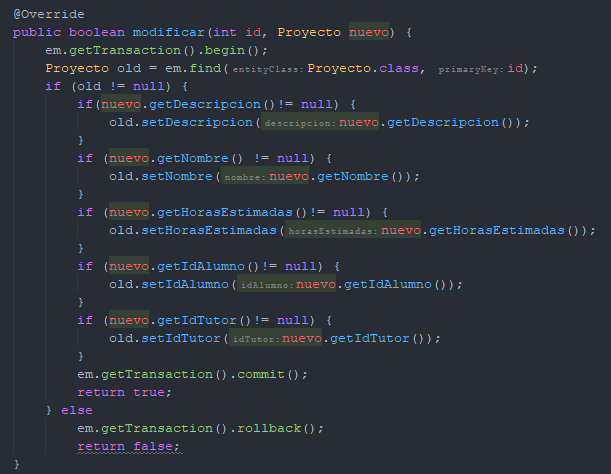 @Override
public boolean modificar(int id, Proyecto nuevo) {
    em.getTransaction().begin();
    Proyecto old = em.find(entityClass: Proyecto.class, primaryKey: id);
    if (old != null) {
        if(nuevo.getDescripcion()!= null) {
            old.setDescripcion(descripcion: nuevo.getDescripcion());
        }
        if (nuevo.getNombre() != null) {
            old.setNombre(nombre: nuevo.getNombre());
        }
        if (nuevo.getHorasEstimadas()!= null) {
            old.setHorasEstimadas(horasEstimadas: nuevo.getHorasEstimadas());
        }
        if (nuevo.getIdAlumno()!= null) {
            old.setIdAlumno(idAlumno: nuevo.getIdAlumno());
        }
        if (nuevo.getIdTutor()!= null) {
            old.setIdTutor(idTutor: nuevo.getIdTutor());
        }
        em.getTransaction().commit();
        return true;
    } else
        em.getTransaction().rollback();
        return false;
}